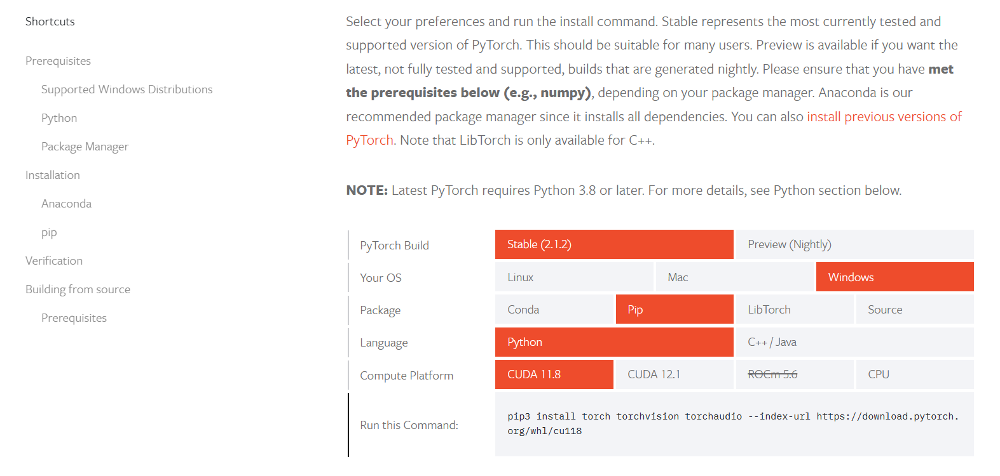 Shortcuts
Prerequisites
Supported Windows Distributions
Python
Package Manager
Installation
Anaconda
pip
Verification
Building from source
Prerequisites
Select your preferences and run the install command. Stable represents the most currently tested and
supported version of PyTorch. This should be suitable for many users. Preview is available if you want the
latest, not fully tested and supported, builds that are generated nightly. Please ensure that you have met
the prerequisites below (e.g., numpy), depending on your package manager. Anaconda is our
recommended package manager since it installs all dependencies. You can also install previous versions of
PyTorch. Note that LibTorch is only available for C++.
NOTE: Latest PyTorch requires Python 3.8 or later. For more details, see Python section below.
PyTorch Build Stable (2.1.2) Preview (Nightly)
Your OS Linux Mac Windows
Package Conda Pip LibTorch Source
Language Python C++ / Java
Compute Platform CUDA 11.8 CUDA 12.1 ROCm 5.6 CPU
Run this Command: pip3 install torch torchvision torchaudio --index-url https://download.pytorch.
org/whl/cu118